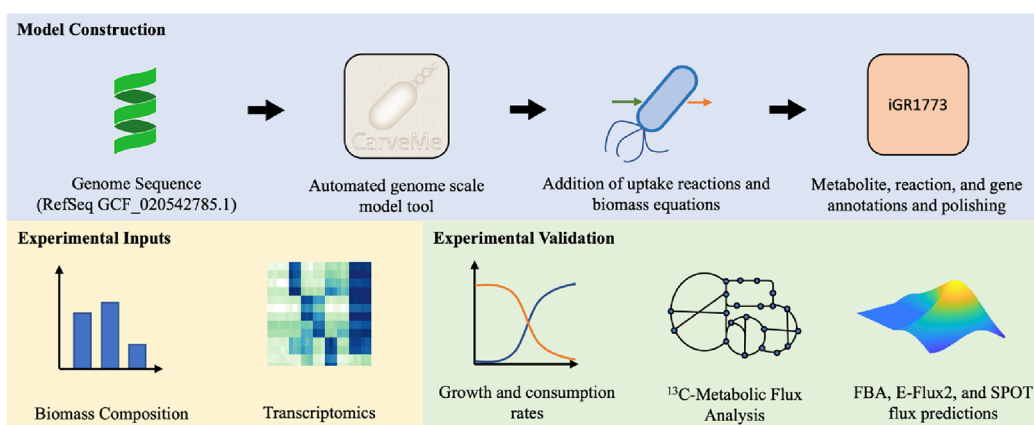 Model Construction
CarveMe
iGR1773
Genome Sequence
(RefSeq GCF_020542785.1)
Automated genome scale
model tool
Addition of uptake reactions and
biomass equations
Metabolite, reaction, and gene
annotations and polishing
Experimental Inputs
Biomass Composition
Transcriptomics
Experimental Validation
Growth and consumption
rates
¹³C-Metabolic Flux
Analysis
FBA, E-Flux2, and SPOT
flux predictions